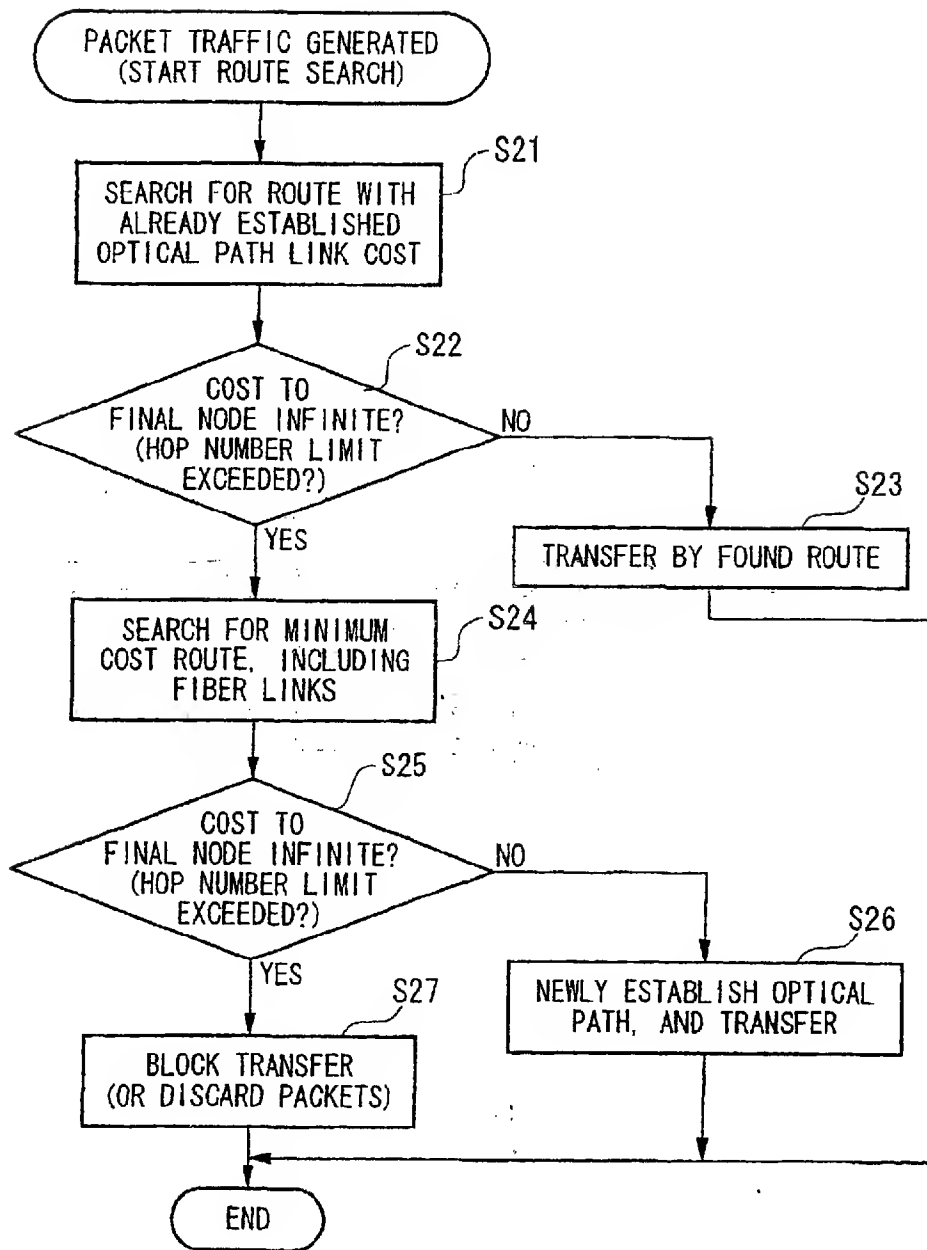 PACKET TRAFFIC GENERATED
(START ROUTE SEARCH)
S21
SEARCH FOR ROUTE WITH
ALREADY ESTABLISHED
OPTICAL PATH LINK COST
S22
COST TO
FINAL NODE INFINITE?
(HOP NUMBER LIMIT
EXCEEDED?)
NO
YES
S23
TRANSFER BY FOUND ROUTE
S24
SEARCH FOR MINIMUM
COST ROUTE, INCLUDING
FIBER LINKS
S25
COST TO
FINAL NODE INFINITE?
(HOP NUMBER LIMIT
EXCEEDED?)
NO
YES
S26
NEWLY ESTABLISH OPTICAL
PATH, AND TRANSFER
S27
BLOCK TRANSFER
(OR DISCARD PACKETS)
END